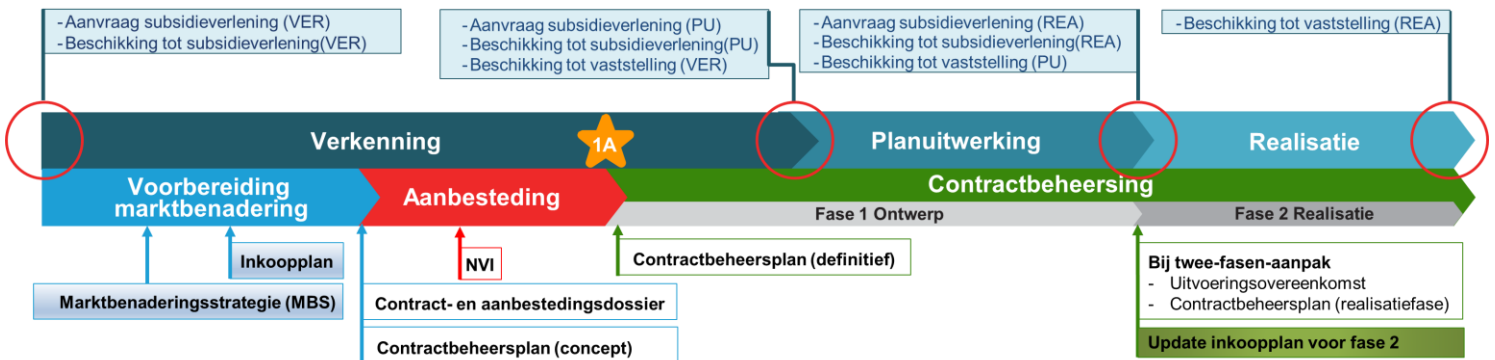 - Aanvraag subsidieverlening (VER)
- Beschikking tot subsidieverlening(VER)
- Aanvraag subsidieverlening (PU)
- Beschikking tot subsidieverlening(PU)
- Beschikking tot vaststelling (VER)
- Aanvraag subsidieverlening (REA)
- Beschikking tot subsidieverlening(REA)
- Beschikking tot vaststelling (PU)
- Beschikking tot vaststelling (REA)
Verkenning
1A
Planuitwerking
Realisatie
Voorbereiding
marktbenadering
Aanbesteding
Contractbeheersing
Fase 1 Ontwerp
Fase 2 Realisatie
Inkoopplan
Marktbenaderingsstrategie (MBS)
NVI
Contract- en aanbestedingsdossier
Contractbeheersplan (concept)
Contractbeheersplan (definitief)
Bij twee-fasen-aanpak
- Uitvoeringsovereenkomst
- Contractbeheersplan (realisatiefase)
Update inkoopplan voor fase 2